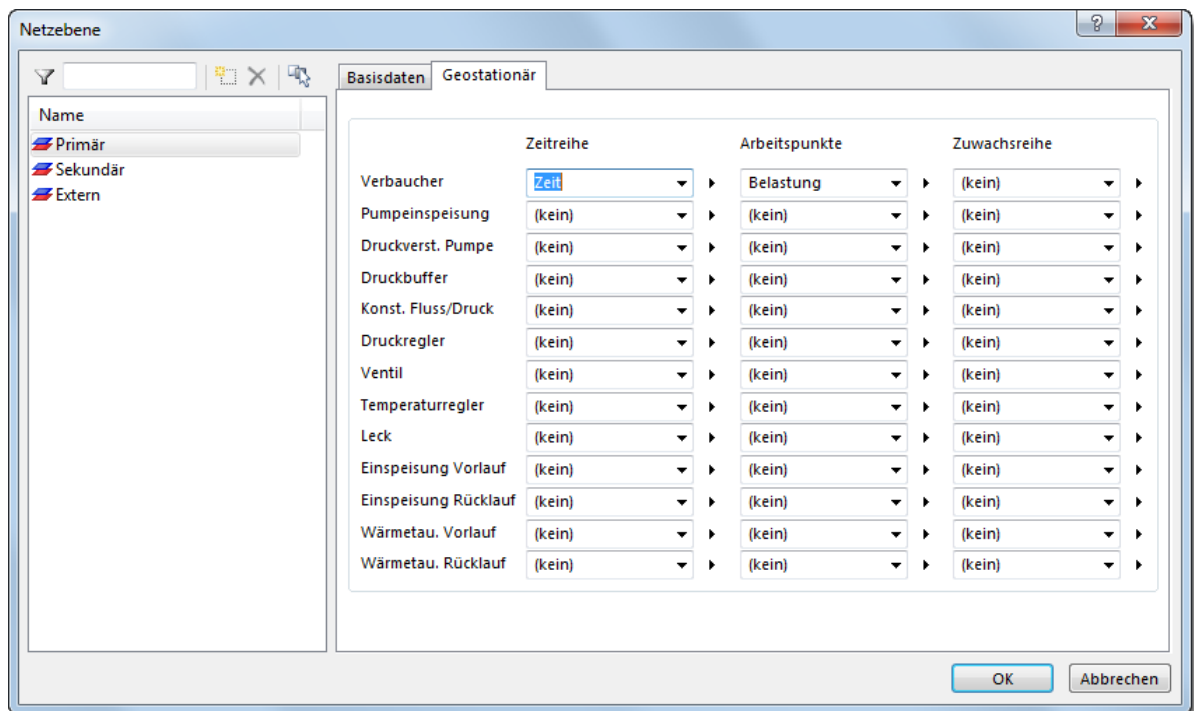 Netzebene
Basisdaten Geostationär
Name
Primär
Sekundär
Extern
Zeitreihe Arbeitspunkte Zuwachsreihe
Verbaucher Zeit Belastung (kein)
Pumpeinspeisung (kein) (kein) (kein)
Druckverst. Pumpe (kein) (kein) (kein)
Druckbuffer (kein) (kein) (kein)
Konst. Fluss/Druck (kein) (kein) (kein)
Druckregler (kein) (kein) (kein)
Ventil (kein) (kein) (kein)
Temperaturregler (kein) (kein) (kein)
Leck (kein) (kein) (kein)
Einspeisung Vorlauf (kein) (kein) (kein)
Einspeisung Rücklauf (kein) (kein) (kein)
Wärmetau. Vorlauf (kein) (kein) (kein)
Wärmetau. Rücklauf (kein) (kein) (kein)
OK Abbrechen